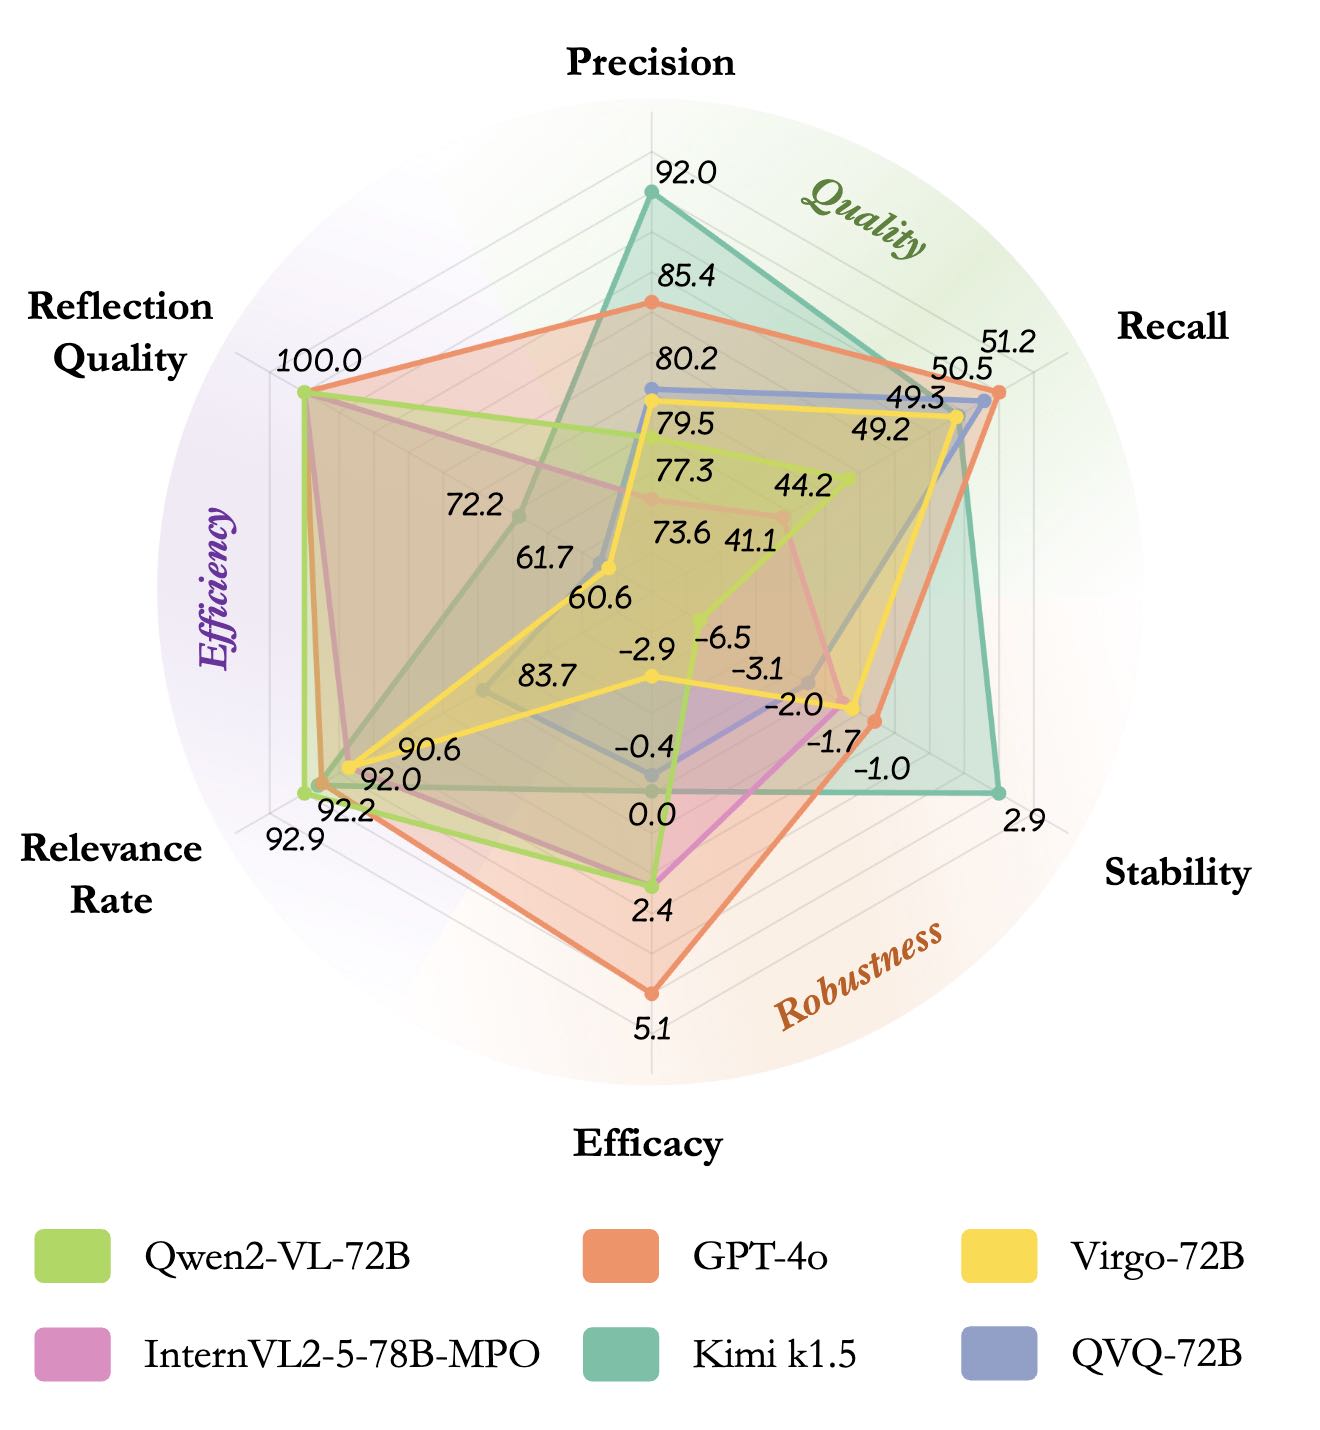 Precision
92.0
Quality
85.4
Reflection
Quality
Recall
51.2
100.0
80.2
50.5
49.3
79.5
49.2
77.3
44.2
72.2
73.6
41.1
Efficiency
61.7
60.6
-6.5
-2.9
-3.1
83.7
-2.0
-0.4
-1.7
90.6
-1.0
92.0
92.2
0.0
2.9
92.9
Relevance
Rate
Stability
2.4
Robustness
5.1
Efficacy
Qwen2-VL-72B
GPT-4o
Virgo-72B
InternVL2-5-78B-MPO
Kimi k1.5
QVQ-72B